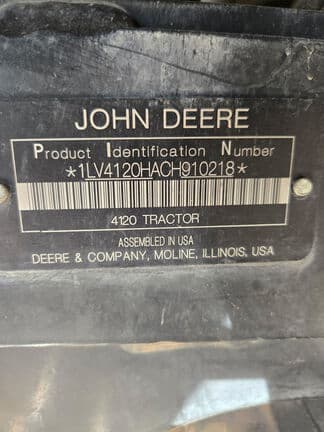 JOHN DEERE
Product Identification Number
*1LV4120HACH910218*
4120 TRACTOR
ASSEMBLED IN USA
DEERE & COMPANY, MOLINE, ILLINOIS, USA